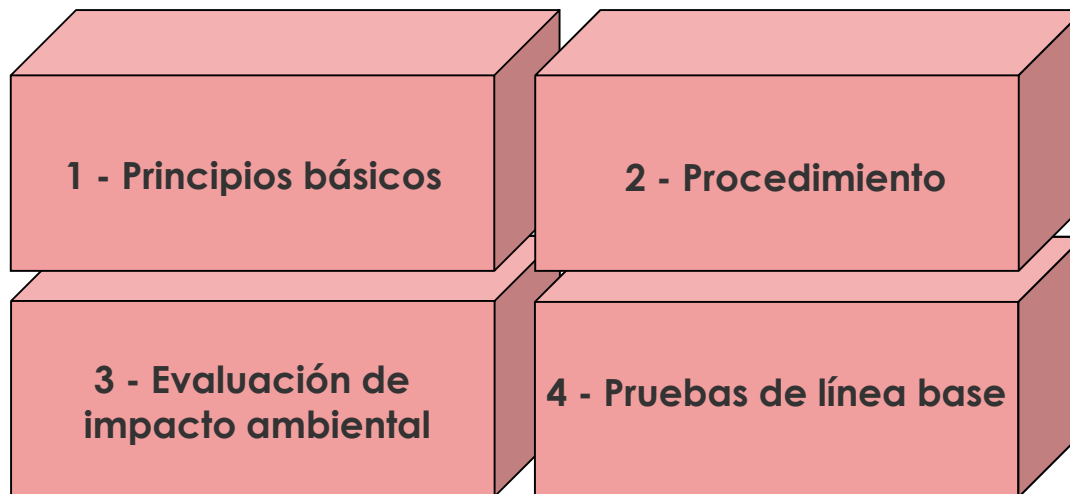 1 - Principios básicos
2 - Procedimiento
3 - Evaluación de
impacto ambiental
4 - Pruebas de línea base